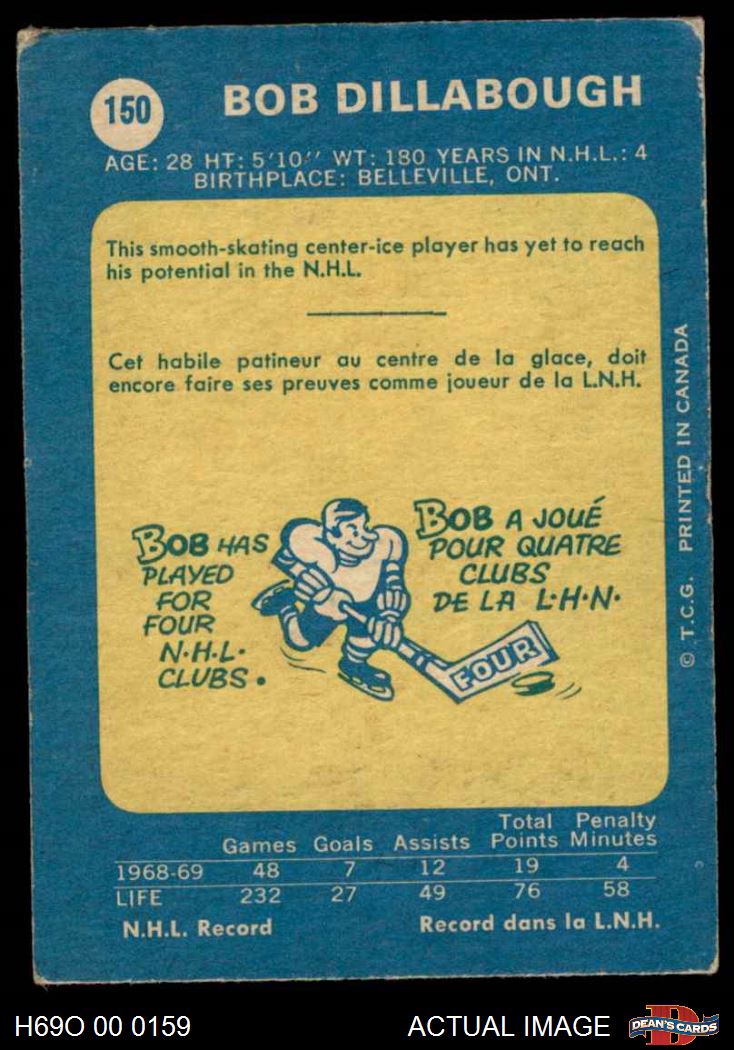 150
BOB DILLABOUGH
AGE: 28 HT: 5'10'' WT: 180 YEARS IN N.H.L.: 4
BIRTHPLACE: BELLEVILLE, ONT.
This smooth-skating center-ice player has yet to reach
his potential in the N.H.L.
Cet habile patineur au centre de la glace, doit
encore faire ses preuves comme joueur de la L.N.H.
BOB HAS
PLAYED
FOR
FOUR
N·H·L·
CLUBS.
BOB A JOUÉ
POUR QUATRE
CLUBS
DE LA L·H·N·
FOUR
© T.C.G. PRINTED IN CANADA
Total Penalty
Games Goals Assists Points Minutes
1968-69 48 7 12 19 4
LIFE 232 27 49 76 58
N.H.L. Record Record dans la L.N.H.
H69O 00 0159 ACTUAL IMAGE
D
DEAN'S CARDS